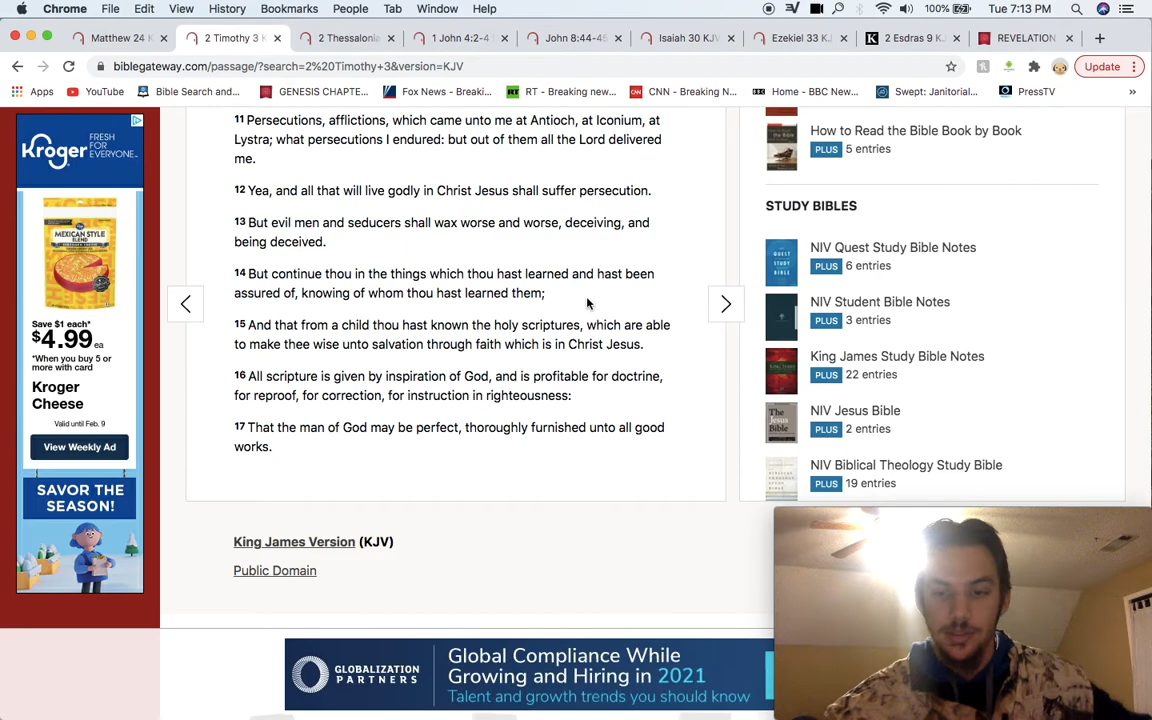 Chrome File Edit View History Bookmarks People Tab Window Help 100% Tue 7:13 PM
Matthew 24 K 2 Timothy 3 K 2 Thessalonia 1 John 4:2-4 John 8:44-45 Isaiah 30 KJV Ezekiel 33 KJV 2 Esdras 9 KJ REVELATION
biblegateway.com/passage/?search=2%20Timothy+3&version=KJV Update
Apps YouTube Bible Search and... GENESIS CHAPTE... Fox News - Breaki... RT - Breaking new... CNN - Breaking N... Home - BBC New... Swept: Janitorial... PressTV »
11 Persecutions, afflictions, which came unto me at Antioch, at Iconium, at
Lystra; what persecutions I endured: but out of them all the Lord delivered
me.
12 Yea, and all that will live godly in Christ Jesus shall suffer persecution.
13 But evil men and seducers shall wax worse and worse, deceiving, and
being deceived.
14 But continue thou in the things which thou hast learned and hast been
assured of, knowing of whom thou hast learned them;
15 And that from a child thou hast known the holy scriptures, which are able
to make thee wise unto salvation through faith which is in Christ Jesus.
16 All scripture is given by inspiration of God, and is profitable for doctrine,
for reproof, for correction, for instruction in righteousness:
17 That the man of God may be perfect, thoroughly furnished unto all good
works.
King James Version (KJV)
Public Domain
How to Read the Bible Book by Book
PLUS 5 entries
STUDY BIBLES
NIV Quest Study Bible Notes
PLUS 6 entries
NIV Student Bible Notes
PLUS 3 entries
King James Study Bible Notes
PLUS 22 entries
NIV Jesus Bible
PLUS 2 entries
NIV Biblical Theology Study Bible
PLUS 19 entries
Kroger
FRESH
FOR EVERYONE
MEXICAN STYLE
BLEND
Save $1 each*
$4.99 ea
*When you buy 5 or
more with card
Kroger
Cheese
Valid until Feb. 9
View Weekly Ad
SAVOR THE
SEASON!
GLOBALIZATION
PARTNERS
Global Compliance While
Growing and Hiring in 2021
Talent and growth trends you should know